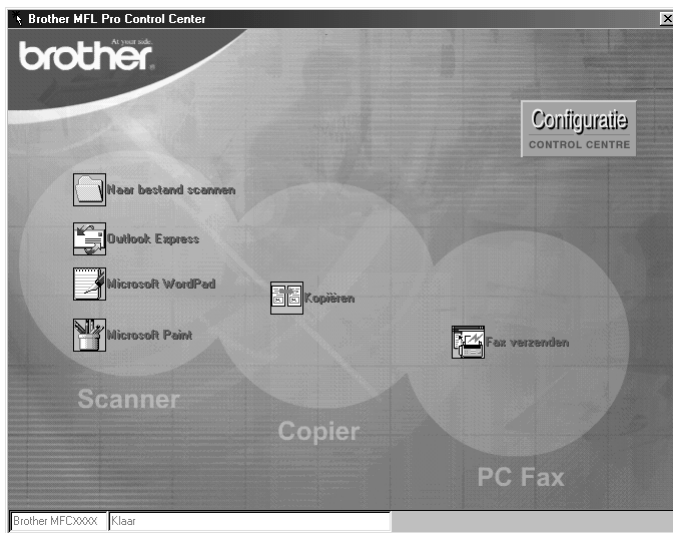 Brother MFL Pro Control Center
At your side.
brother.
Configuratie
CONTROL CENTRE
Naar bestand scannen
Outlook Express
Microsoft WordPad
Microsoft Paint
Scanner
Kopiëren
Copier
Fax verzenden
PC Fax
Brother MFCXXXX
Klaar